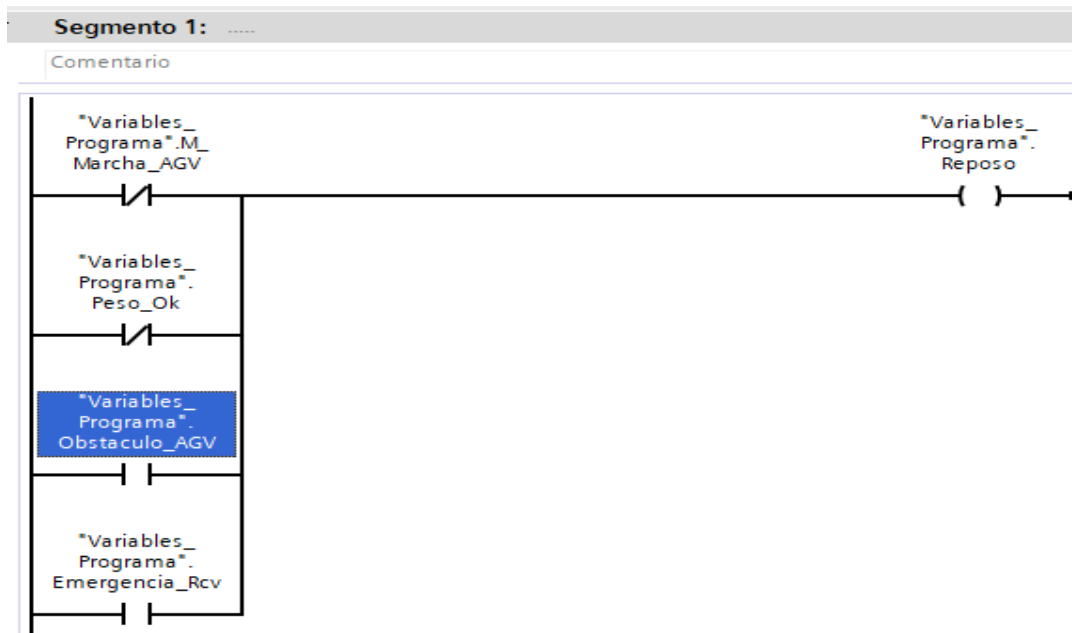 Segmento 1: .....
Comentario
"Variables_
Programa".M_
Marcha_AGV
"Variables_
Programa".
Reposo
"Variables_
Programa".
Peso_Ok
"Variables_
Programa".
Obstaculo_AGV
"Variables_
Programa".
Emergencia_Rcv